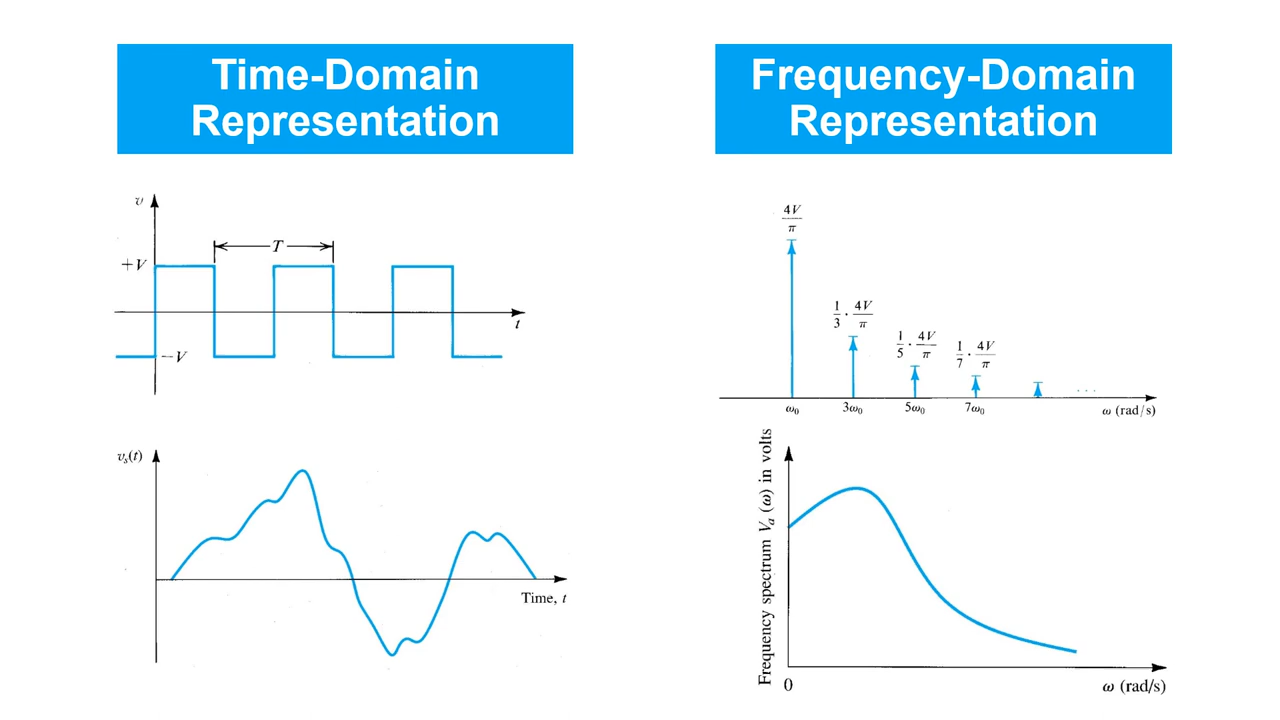 Time-Domain
Representation
Frequency-Domain
Representation
v
T
+V
t
−V
4V
π
1
3
·
4V
π
1
5
·
4V
π
1
7
·
4V
π
. . .
ω₀
3ω₀
5ω₀
7ω₀
ω (rad/s)
vₛ(t)
Time, t
Frequency spectrum Vₐ (ω) in volts
0
ω (rad/s)